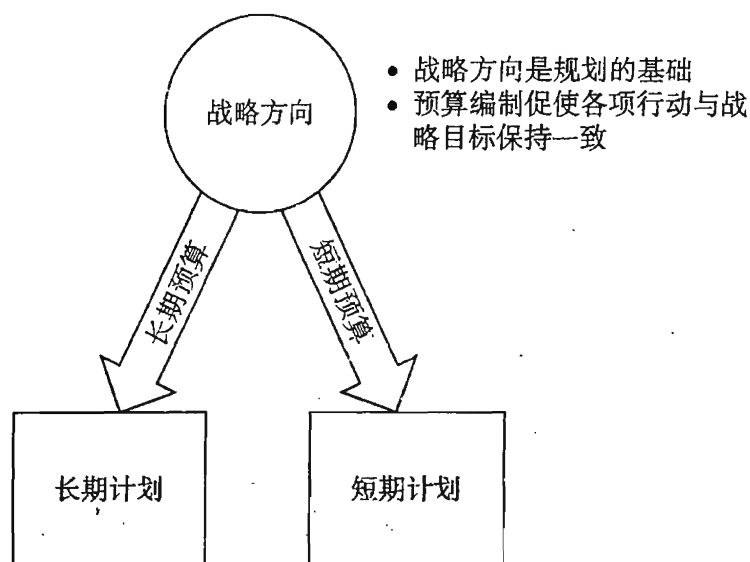 战略方向
• 战略方向是规划的基础
• 预算编制促使各项行动与战
略目标保持一致
长期预算
短期预算
长期计划
短期计划